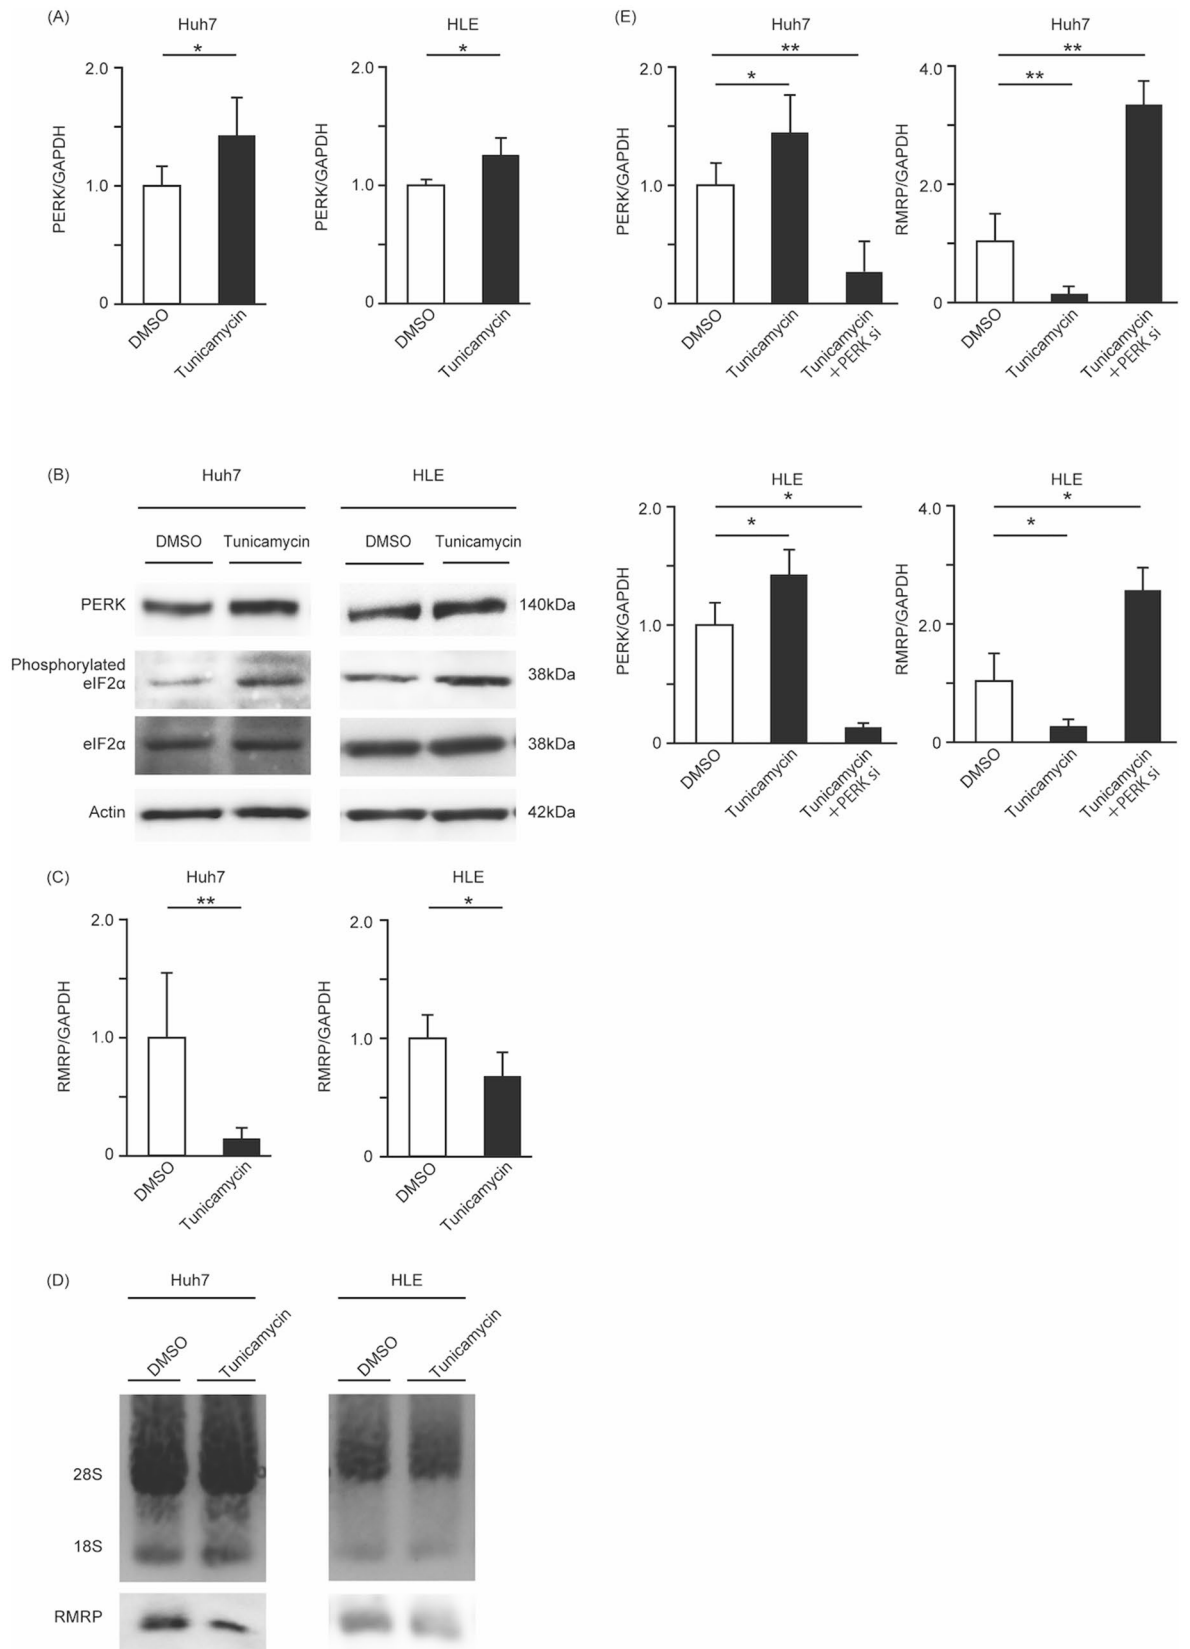 (A)
Huh7
*
PERK/GAPDH
2.0
1.0
0
DMSO
Tunicamycin
HLE
*
PERK/GAPDH
2.0
1.0
0
DMSO
Tunicamycin
(B)
Huh7
HLE
DMSO
Tunicamycin
DMSO
Tunicamycin
PERK
140kDa
Phosphorylated
eIF2α
38kDa
eIF2α
38kDa
Actin
42kDa
(C)
Huh7
**
RMRP/GAPDH
2.0
1.0
0
DMSO
Tunicamycin
HLE
*
RMRP/GAPDH
2.0
1.0
0
DMSO
Tunicamycin
(D)
Huh7
HLE
DMSO
Tunicamycin
DMSO
Tunicamycin
28S
18S
RMRP
(E)
Huh7
**
*
PERK/GAPDH
2.0
1.0
0
DMSO
Tunicamycin
Tunicamycin
+PERK si
**
**
RMRP/GAPDH
4.0
2.0
0
DMSO
Tunicamycin
Tunicamycin
+PERK si
HLE
*
*
PERK/GAPDH
2.0
1.0
0
DMSO
Tunicamycin
Tunicamycin
+PERK si
HLE
*
*
RMRP/GAPDH
4.0
2.0
0
DMSO
Tunicamycin
Tunicamycin
+PERK si